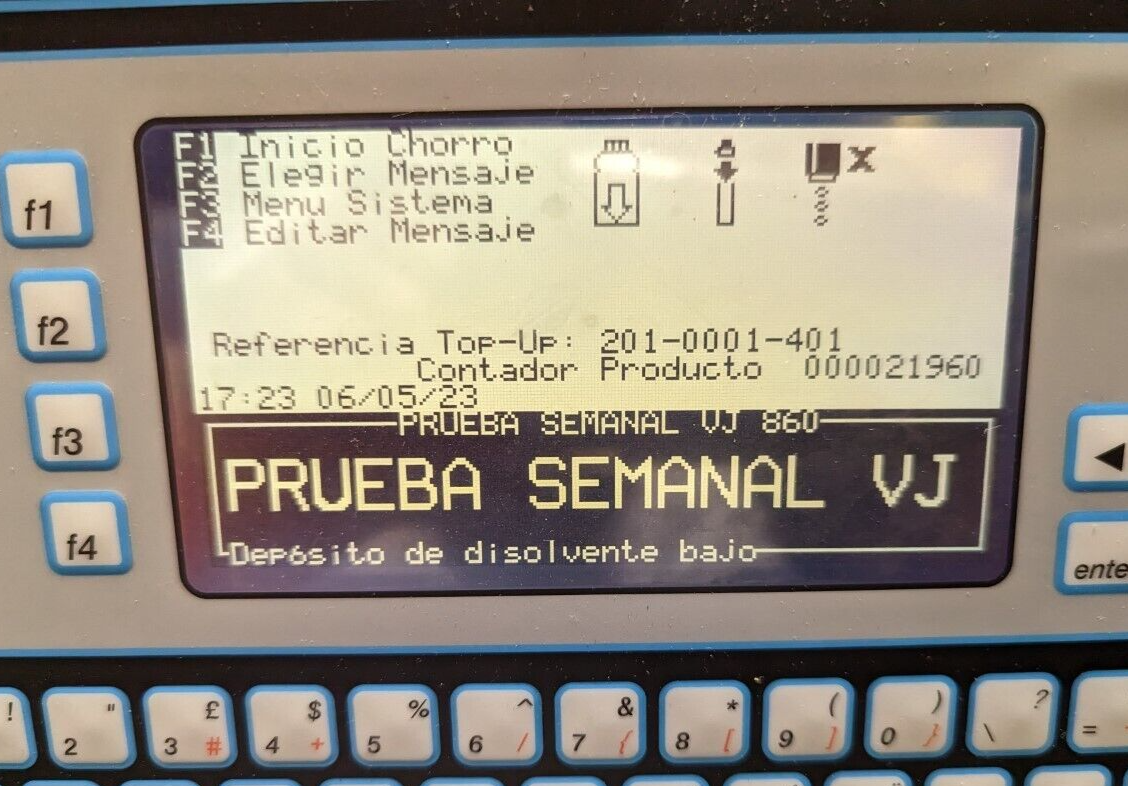 F1 Inicio Chorro
F2 Elegir Mensaje
F3 Menu Sistema
F4 Editar Mensaje
X
Referencia Top-Up: 201-0001-401
Contador Producto 000021960
17:23 06/05/23
PRUEBA SEMANAL VJ 860
PRUEBA SEMANAL VJ
Depósito de disolvente bajo
f1
f2
f3
f4
◄
ente
! " £ $ % ^ & * ( ) ?
2 3 # 4 + 5 6 / 7 { 8 [ 9 ] 0 } \ =